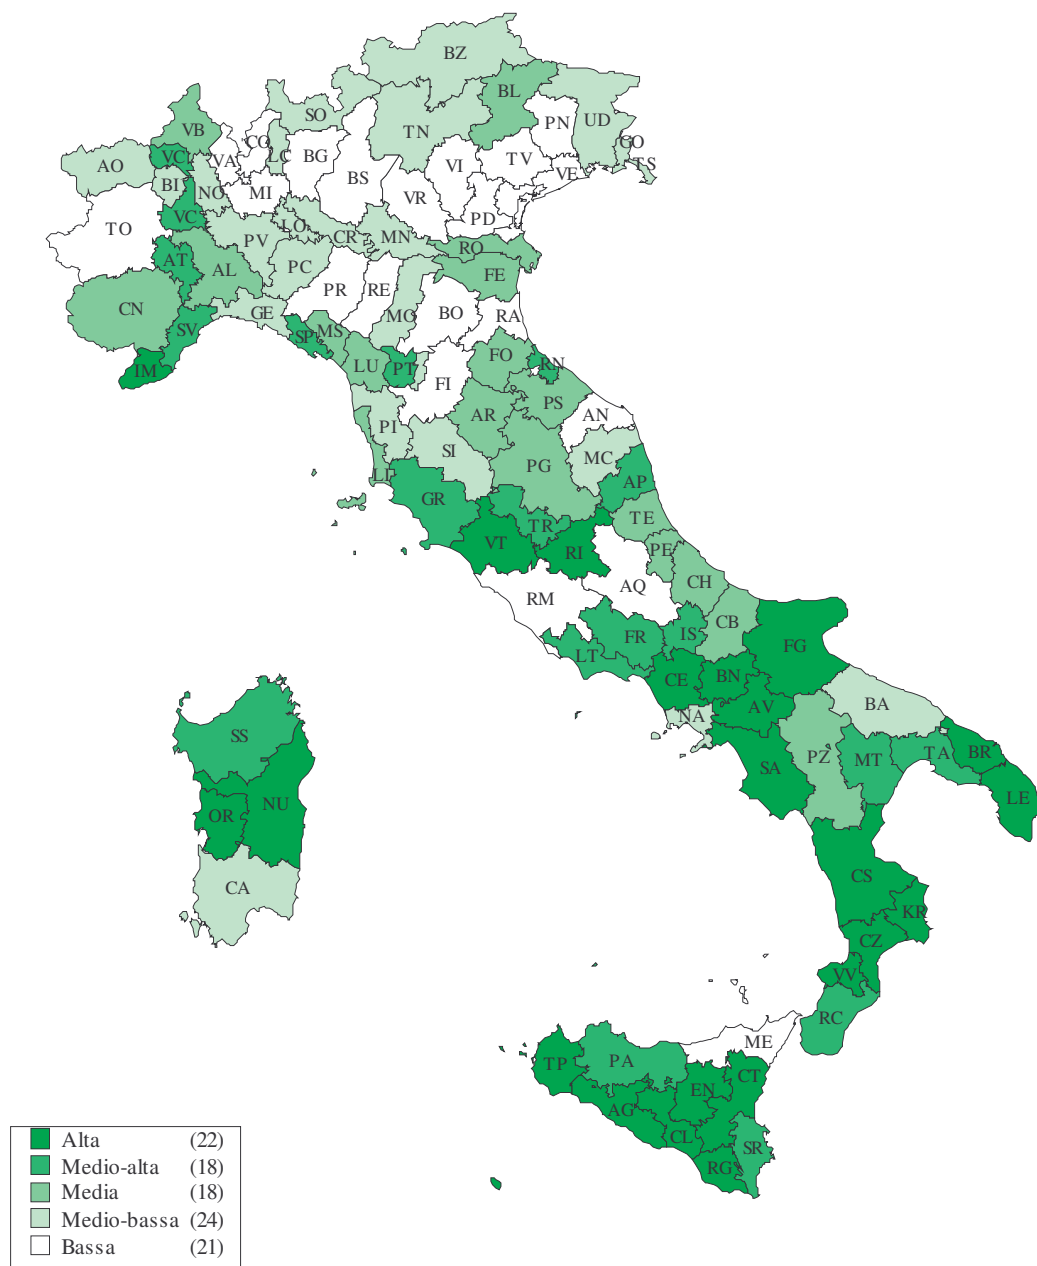 BZ
BL
SO
TN
PN
UD
VB
CO
GO
VC
VA
LC
BG
VI
TV
TS
AO
BI
NO
MI
BS
VR
VE
TO
VC
LO
PD
PV
CR
MN
RO
AT
AL
PC
FE
CN
PR
RE
SV
GE
MO
BO
RA
SP
MS
IM
LU
PT
FO
RN
FI
PS
AN
PI
AR
SI
PG
MC
LI
GR
AP
TR
TE
VT
RI
PE
RM
AQ
CH
FR
IS
CB
LT
FG
CE
BN
AV
BA
NA
SS
PZ
MT
TA
BR
SA
NU
LE
OR
CA
CS
KR
CZ
VV
RC
ME
TP
PA
CT
EN
AG
CL
SR
RG
Alta (22)
Medio-alta (18)
Media (18)
Medio-bassa (24)
Bassa (21)